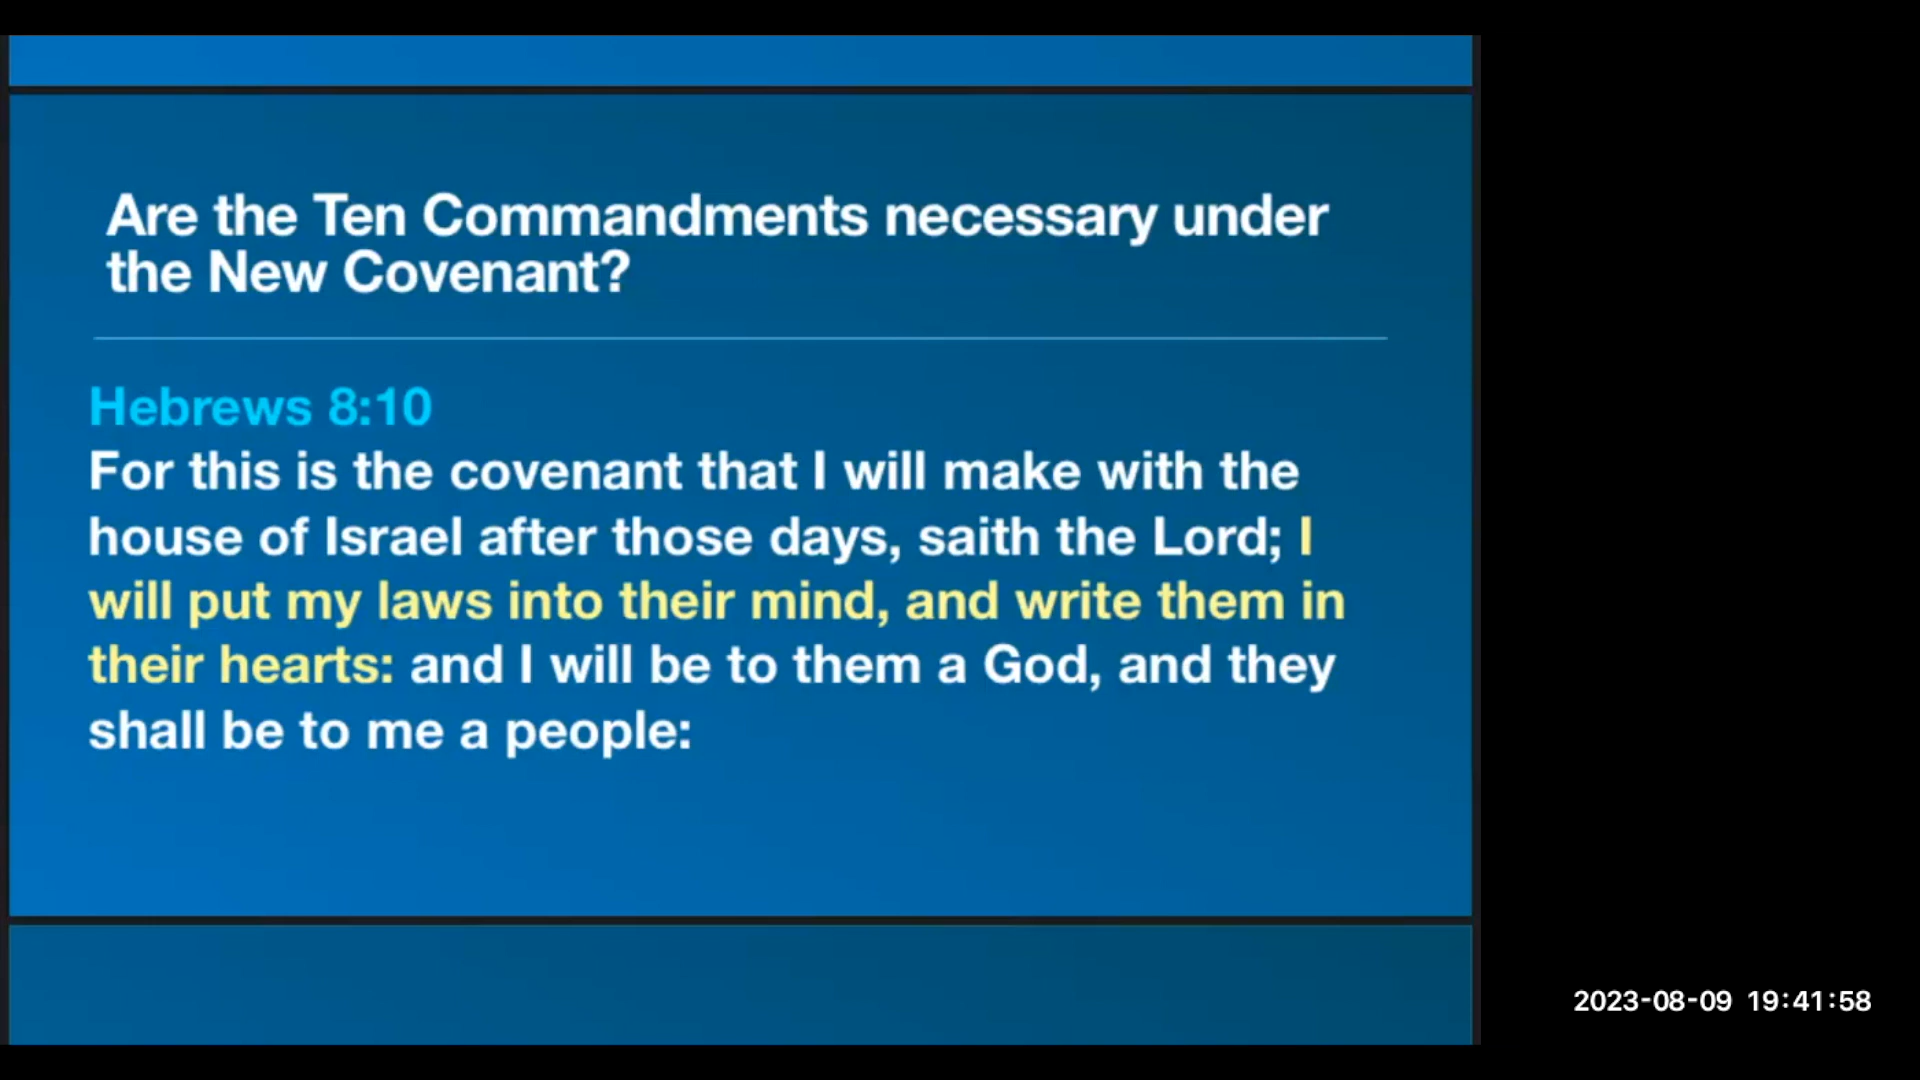 Are the Ten Commandments necessary under
the New Covenant?
Hebrews 8:10
For this is the covenant that I will make with the
house of Israel after those days, saith the Lord; I
will put my laws into their mind, and write them in
their hearts: and I will be to them a God, and they
shall be to me a people:
2023-08-09 19:41:58